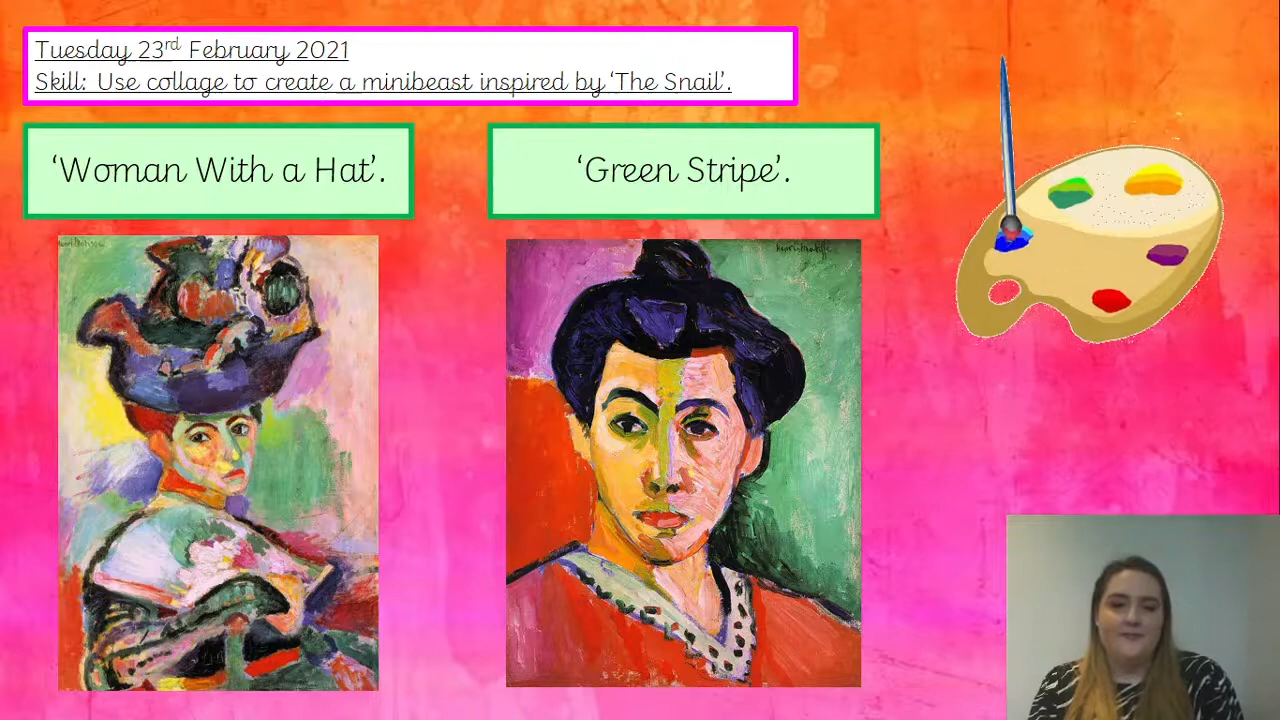 Tuesday 23rd February 2021
Skill: Use collage to create a minibeast inspired by ‘The Snail’.
‘Woman With a Hat’.
‘Green Stripe’.